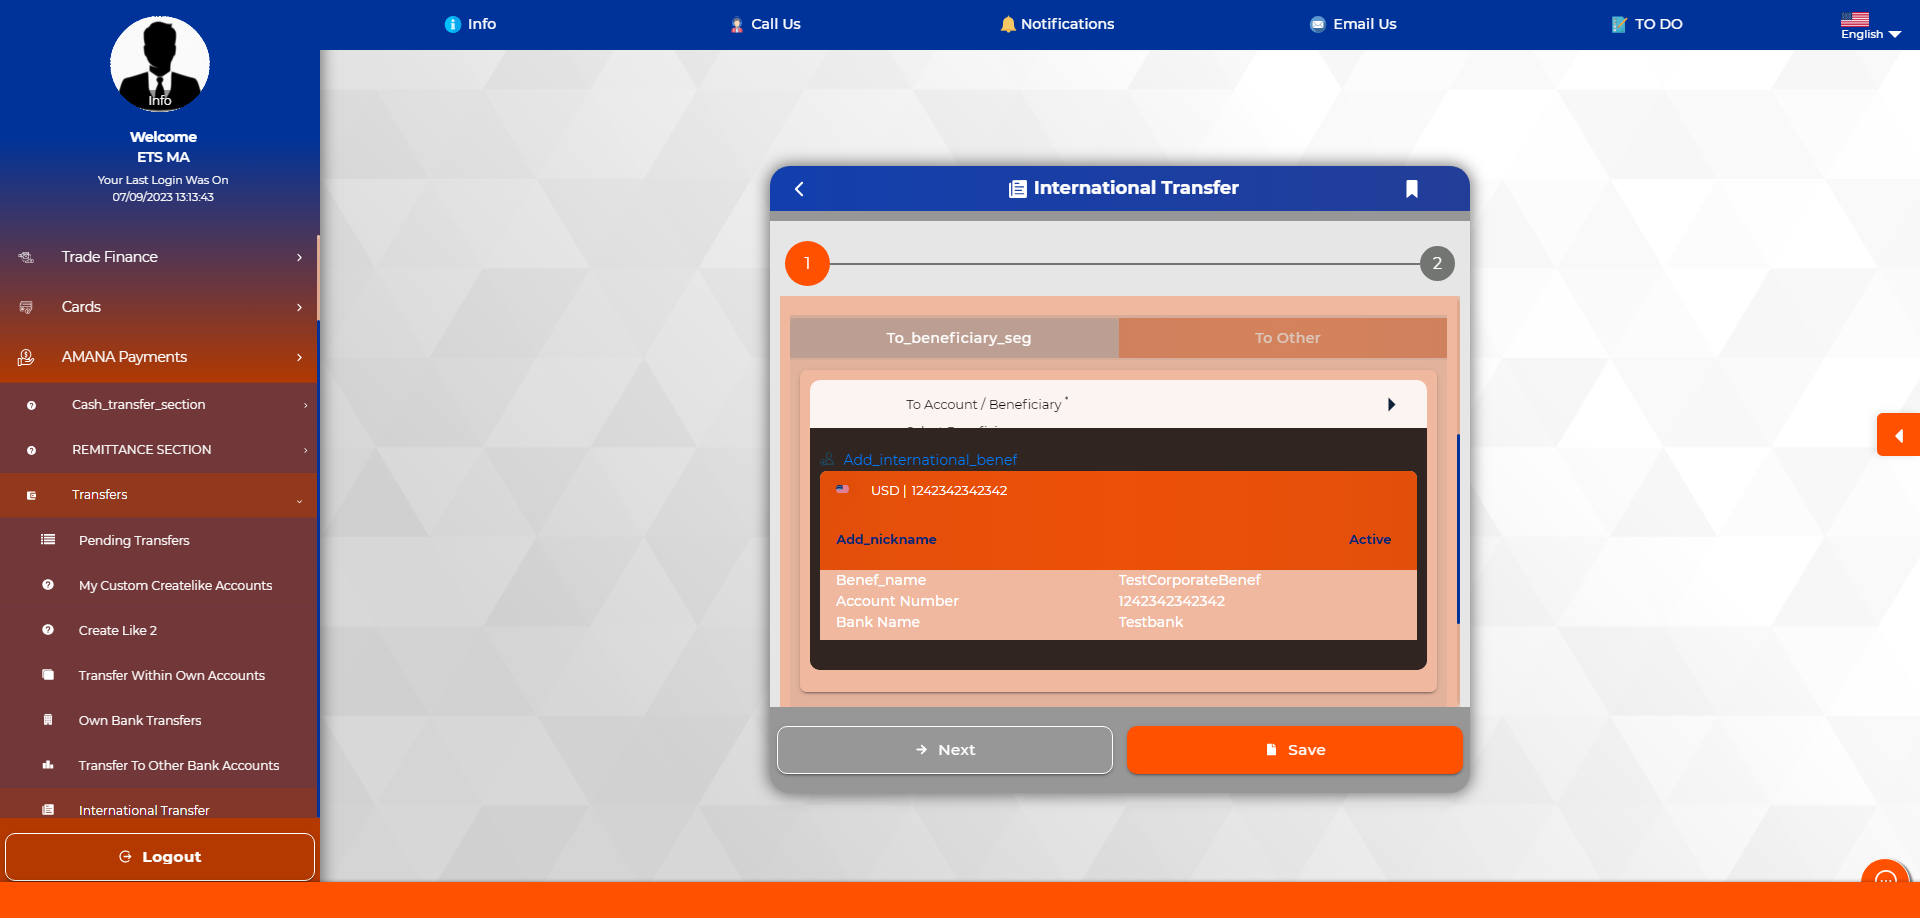 Info
Call Us
Notifications
Email Us
TO DO
English
Info
Welcome
ETS MA
Your Last Login Was On
07/09/2023 13:13:43
Trade Finance
Cards
AMANA Payments
Cash_transfer_section
REMITTANCE SECTION
Transfers
Pending Transfers
My Custom Createlike Accounts
Create Like 2
Transfer Within Own Accounts
Own Bank Transfers
Transfer To Other Bank Accounts
International Transfer
Logout
International Transfer
1
2
To_beneficiary_seg
To Other
To Account / Beneficiary *
Add_international_benef
USD | 1242342342342
Add_nickname
Active
Benef_name
TestCorporateBenef
Account Number
1242342342342
Bank Name
Testbank
Next
Save